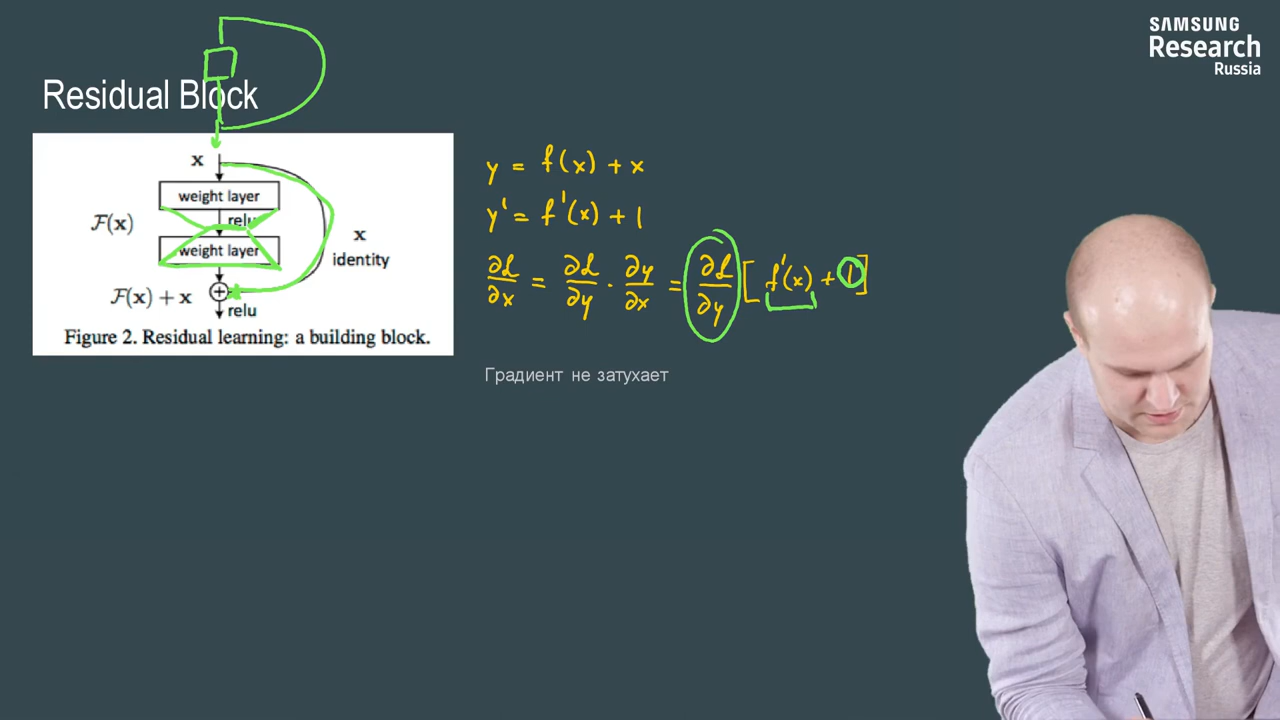 SAMSUNG
Research
Russia
Residual Block
x
weight layer
relu
F(x)
weight layer
x
identity
F(x) + x
relu
Figure 2. Residual learning: a building block.
y = f(x) + x
y' = f'(x) + 1
∂L/∂x = ∂L/∂y · ∂y/∂x = ∂L/∂y [f'(x) + 1]
Градиент не затухает